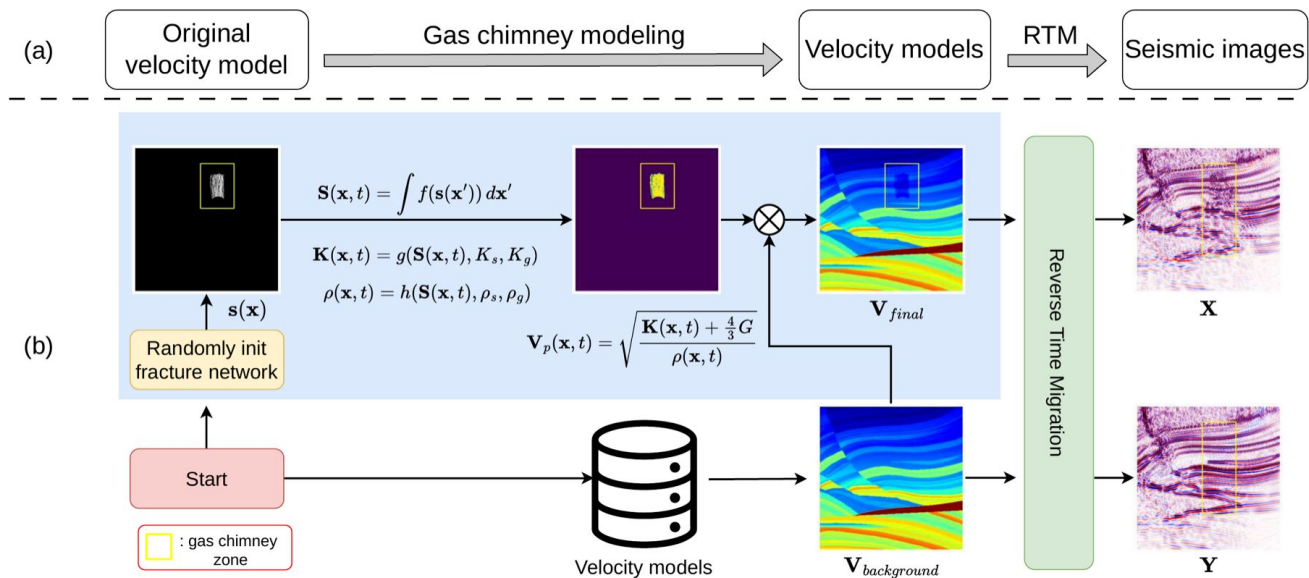 (a)
Original
velocity model
Gas chimney modeling
Velocity models
RTM
Seismic images
(b)
S(x, t) = ∫ f(s(x′)) dx′
K(x, t) = g(S(x, t), K_s, K_g)
ρ(x, t) = h(S(x, t), ρ_s, ρ_g)
s(x)
Randomly init
fracture network
V_p(x, t) = √((K(x, t) + 4/3 G) / ρ(x, t))
V_final
Reverse Time Migration
X
Start
Velocity models
V_background
Y
: gas chimney
zone